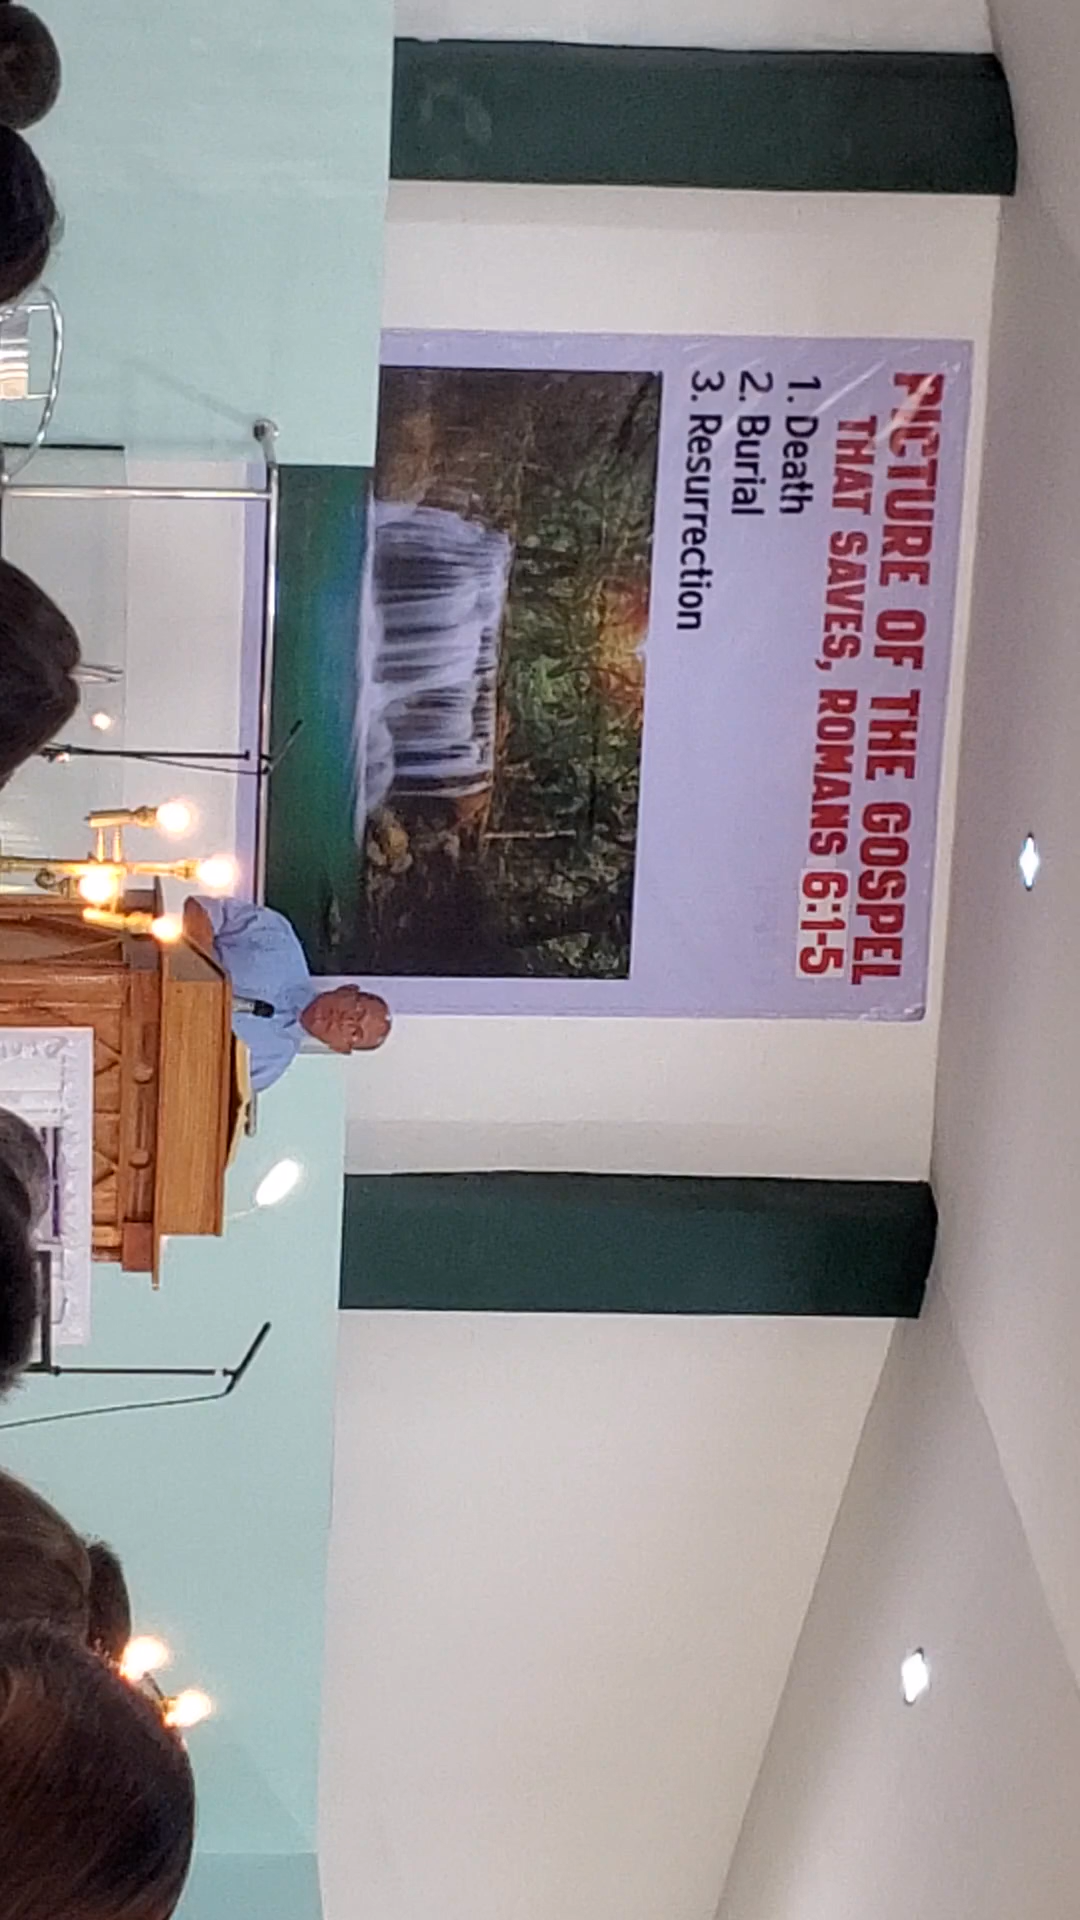 PICTURE OF THE GOSPEL
THAT SAVES, ROMANS 6:1-5
1. Death
2. Burial
3. Resurrection